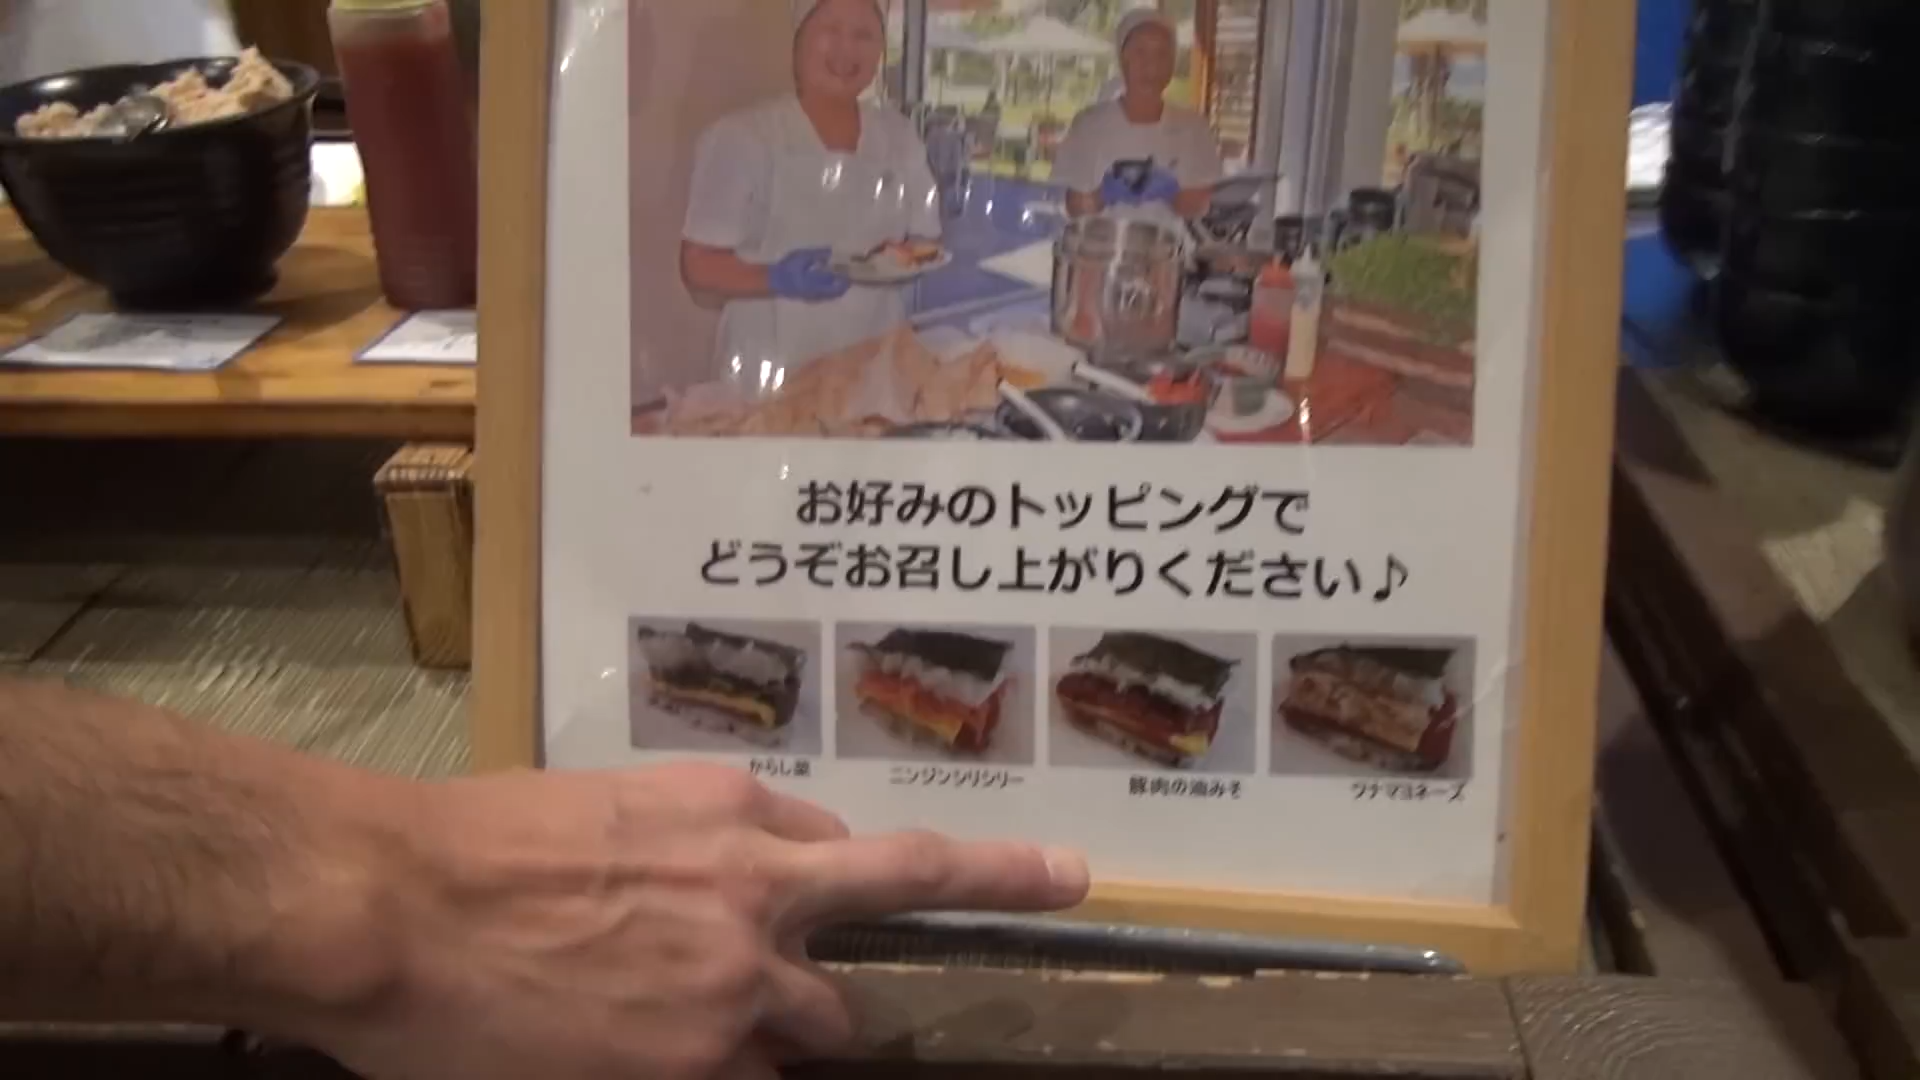 お好みのトッピングで
どうぞお召し上がりください♪
からし菜
ニンジンシリシリー
豚肉の油みそ
ツナマヨネーズ